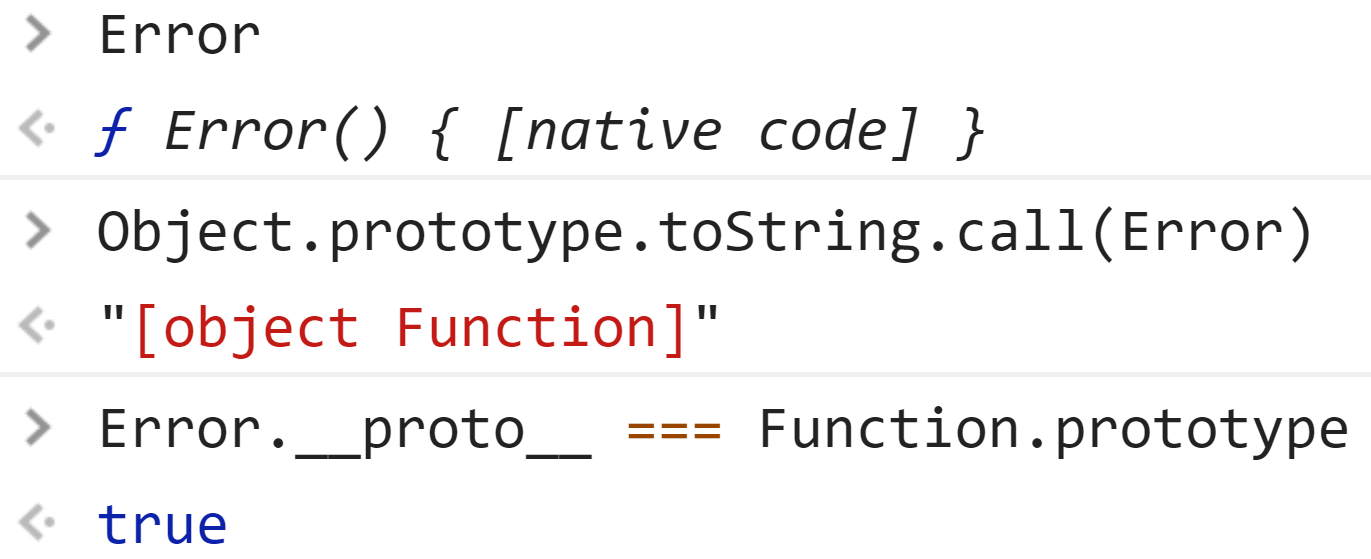 > Error
<· ƒ Error() { [native code] }
> Object.prototype.toString.call(Error)
<· "[object Function]"
> Error.__proto__ === Function.prototype
<· true